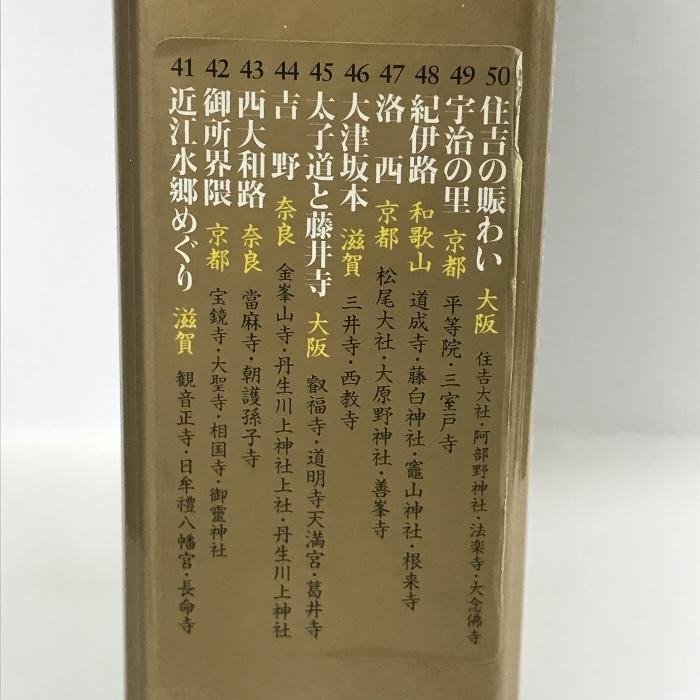 41 近江水郷めぐり 滋賀 観音正寺・日牟禮八幡宮・長命寺
42 御所界隈 京都 宝鏡寺・大聖寺・相国寺・御靈神社
43 西大和路 奈良 當麻寺・朝護孫子寺
44 吉野 奈良 金峯山寺・丹生川上神社上社・丹生川上神社
45 太子道と藤井寺 大阪 叡福寺・道明寺天満宮・葛井寺
46 大津坂本 滋賀 三井寺・西教寺
47 洛西 京都 松尾大社・大原野神社・善峯寺
48 紀伊路 和歌山 道成寺・藤白神社・竈山神社・根来寺
49 宇治の里 京都 平等院・三室戸寺
50 住吉の賑わい 大阪 住吉大社・阿部野神社・法楽寺・大念佛寺